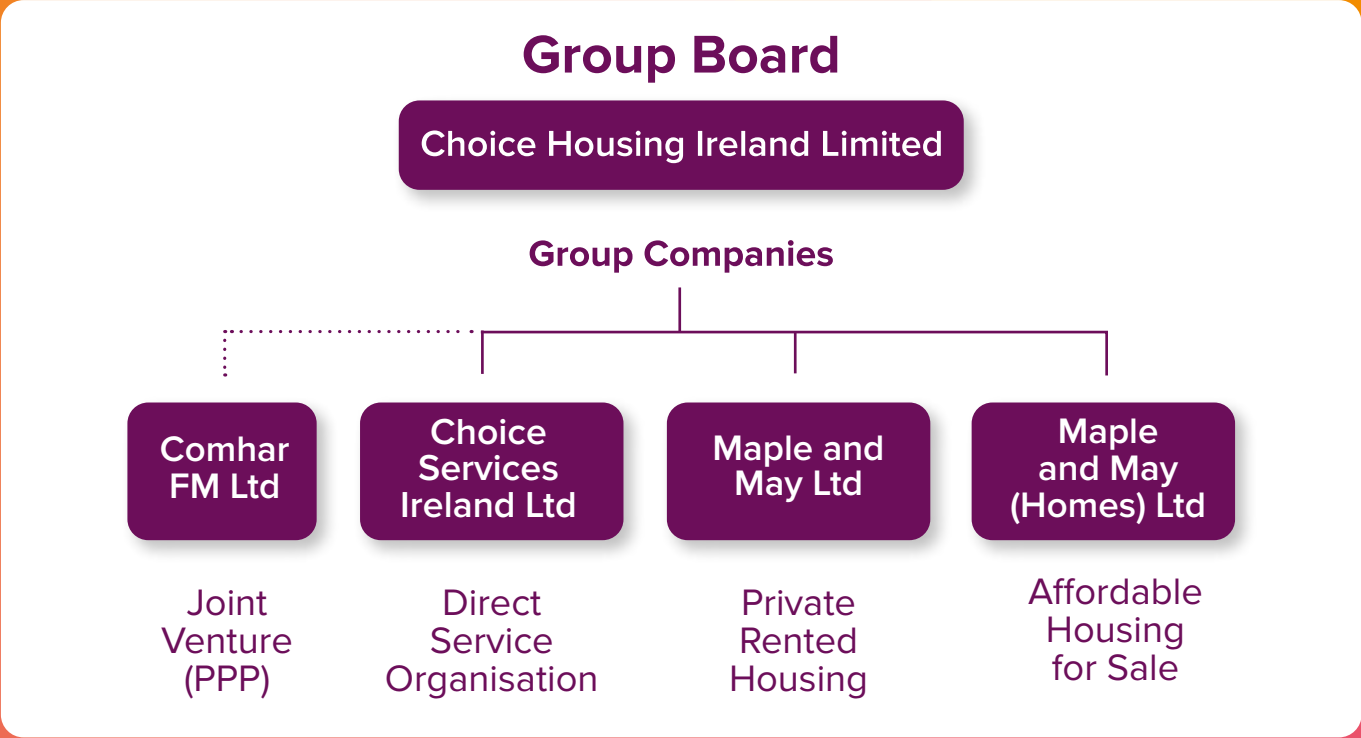 Group Board
Choice Housing Ireland Limited
Group Companies
Comhar
FM Ltd
Choice
Services
Ireland Ltd
Maple and
May Ltd
Maple
and May
(Homes) Ltd
Joint
Venture
(PPP)
Direct
Service
Organisation
Private
Rented
Housing
Affordable
Housing
for Sale